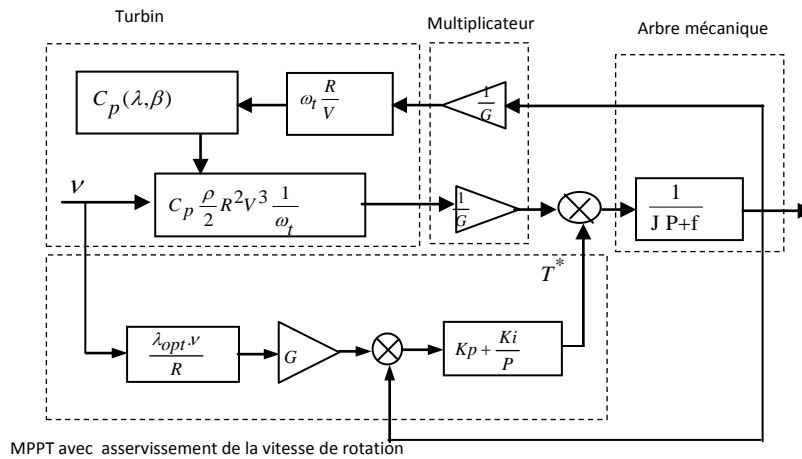 Turbin
Multiplicateur
Arbre mécanique
C_p(λ,β)
ω_t R/V
1/G
ν
C_p ρ/2 R²V³ 1/ω_t
1/G
1/(J P+f)
T*
λ_opt.ν/R
G
Kp+Ki/P
MPPT avec asservissement de la vitesse de rotation